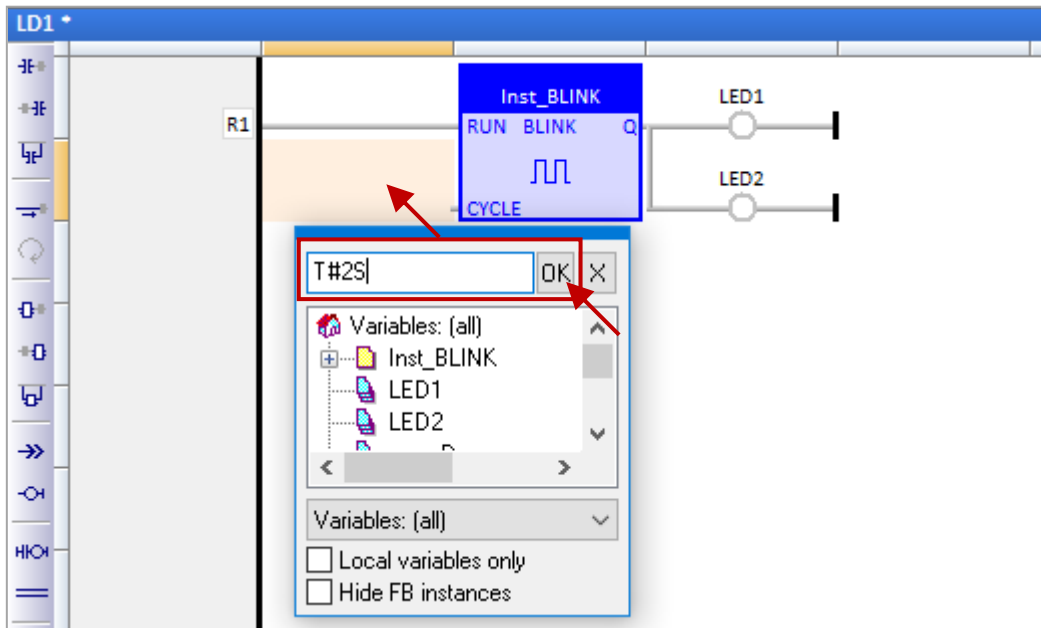 LD1 *
Inst_BLINK
LED1
R1
RUN BLINK Q
LED2
CYCLE
T#2S
OK
X
Variables: (all)
Inst_BLINK
LED1
LED2
Variables: (all)
Local variables only
Hide FB instances